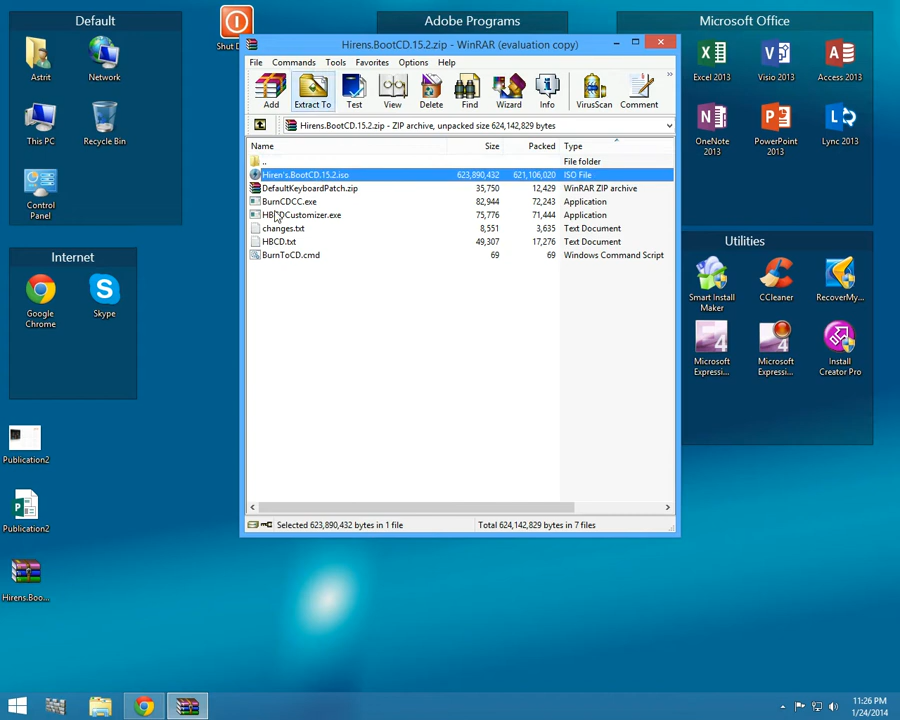 Default
Adobe Programs
Microsoft Office
Astrit
Network
This PC
Recycle Bin
Control
Panel
Internet
Google
Chrome
Skype
Publication2
Publication2
Hirens.Boo...
Hirens.BootCD.15.2.zip - WinRAR (evaluation copy)
File Commands Tools Favorites Options Help
Add Extract To Test View Delete Find Wizard Info VirusScan Comment
Hirens.BootCD.15.2.zip - ZIP archive, unpacked size 624,142,829 bytes
Name Size Packed Type
.. File folder
Hiren's.BootCD.15.2.iso 623,890,432 621,106,020 ISO File
DefaultKeyboardPatch.zip 35,750 12,429 WinRAR ZIP archive
BurnCDCC.exe 82,944 72,243 Application
75,776 71,444 Application
changes.txt 8,551 3,635 Text Document
HBCD.txt 49,307 17,276 Text Document
BurnToCD.cmd 69 69 Windows Command Script
Selected 623,890,432 bytes in 1 file
Total 624,142,829 bytes in 7 files
Excel 2013
Visio 2013
Access 2013
OneNote
2013
PowerPoint
2013
Lync 2013
Utilities
Smart Install
Maker
CCleaner
RecoverMy...
Microsoft
Expressi...
Microsoft
Expressi...
Install
Creator Pro
11:26 PM
1/24/2014